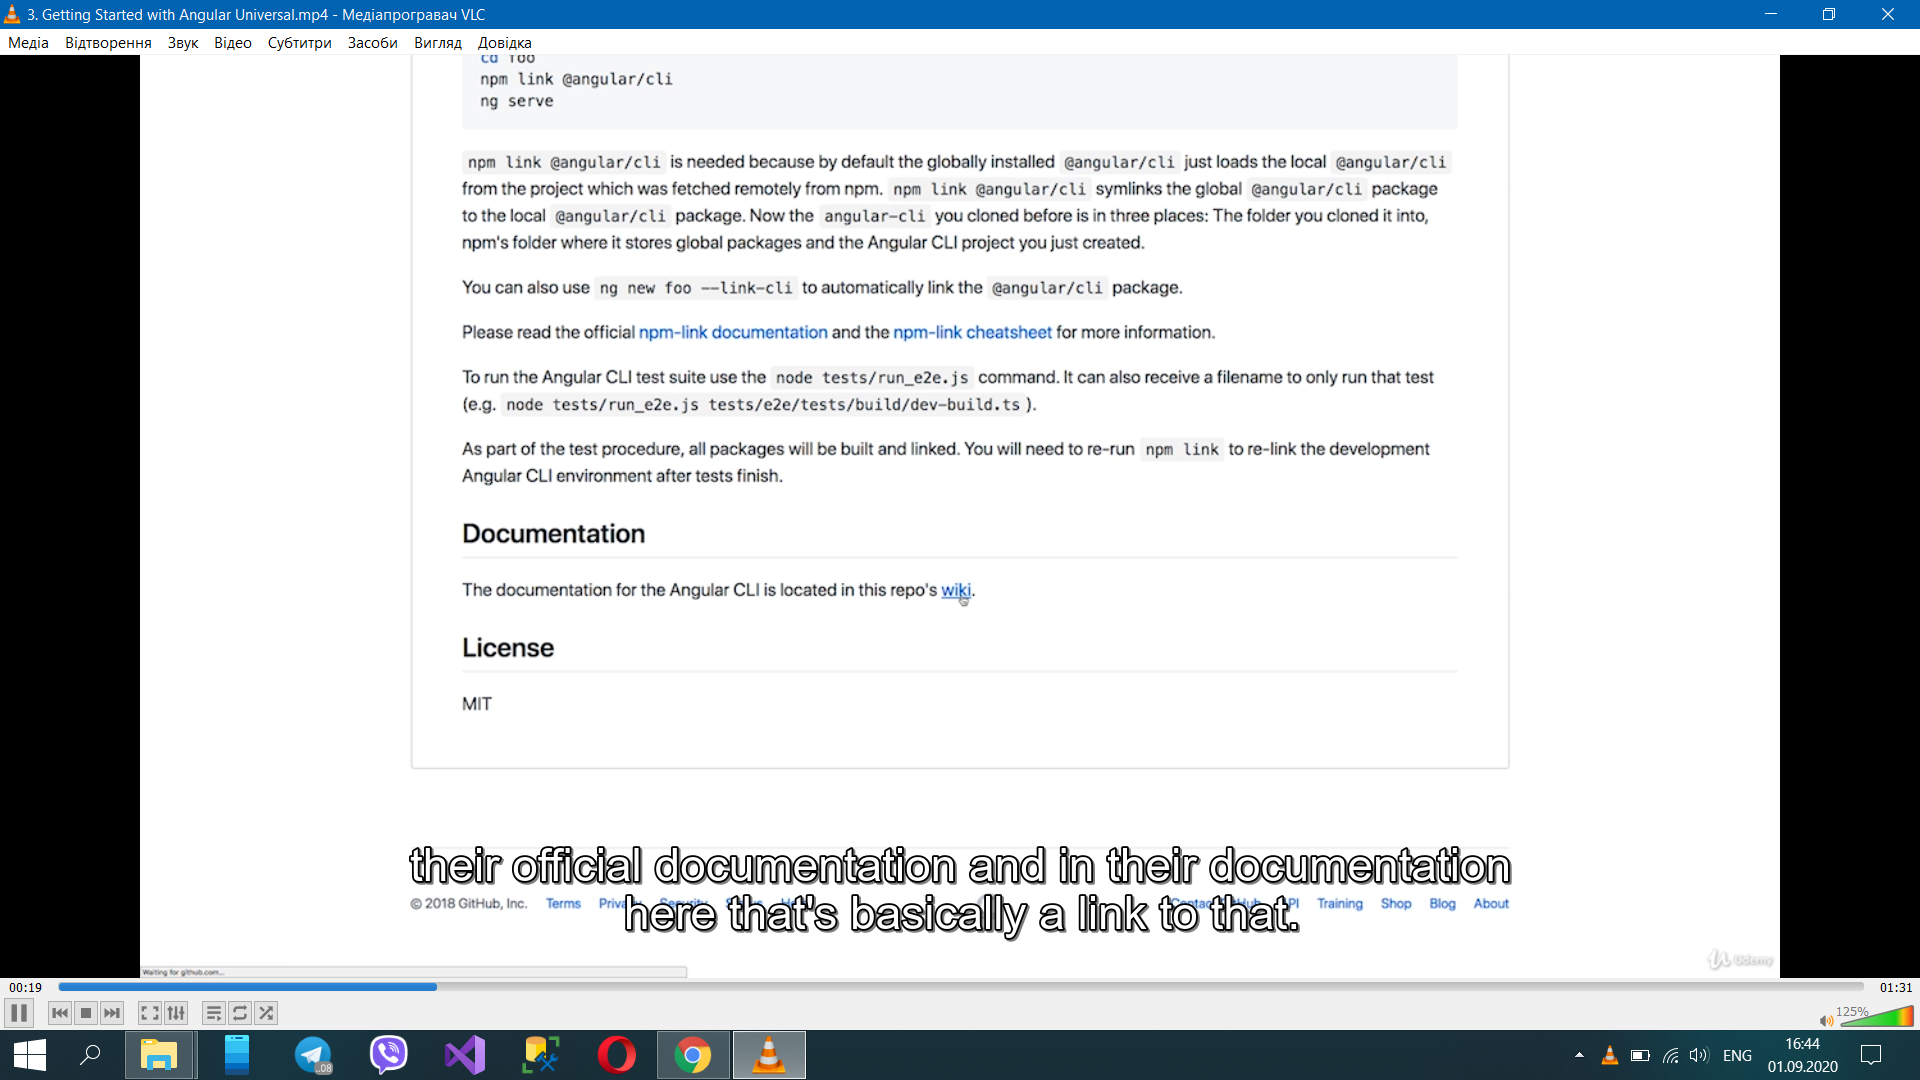 3. Getting Started with Angular Universal.mp4 - Медіапрогравач VLC
Медіа Відтворення Звук Відео Субтитри Засоби Вигляд Довідка
cd foo
npm link @angular/cli
ng serve
npm link @angular/cli is needed because by default the globally installed @angular/cli just loads the local @angular/cli
from the project which was fetched remotely from npm. npm link @angular/cli symlinks the global @angular/cli package
to the local @angular/cli package. Now the angular-cli you cloned before is in three places: The folder you cloned it into,
npm's folder where it stores global packages and the Angular CLI project you just created.
You can also use ng new foo --link-cli to automatically link the @angular/cli package.
Please read the official npm-link documentation and the npm-link cheatsheet for more information.
To run the Angular CLI test suite use the node tests/run_e2e.js command. It can also receive a filename to only run that test
(e.g. node tests/run_e2e.js tests/e2e/tests/build/dev-build.ts ).
As part of the test procedure, all packages will be built and linked. You will need to re-run npm link to re-link the development
Angular CLI environment after tests finish.
Documentation
The documentation for the Angular CLI is located in this repo's wiki.
License
MIT
their official documentation and in their documentation
here that's basically a link to that.
© 2018 GitHub, Inc. Terms Training Shop Blog About
Udemy
Waiting for github.com...
00:19 01:31
125%
..08
ENG
16:44
01.09.2020